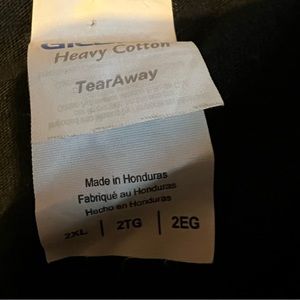 Heavy Cotton
TearAway
Made in Honduras
Fabriqué au Honduras
Hecho en Honduras
2XL | 2TG | 2EG